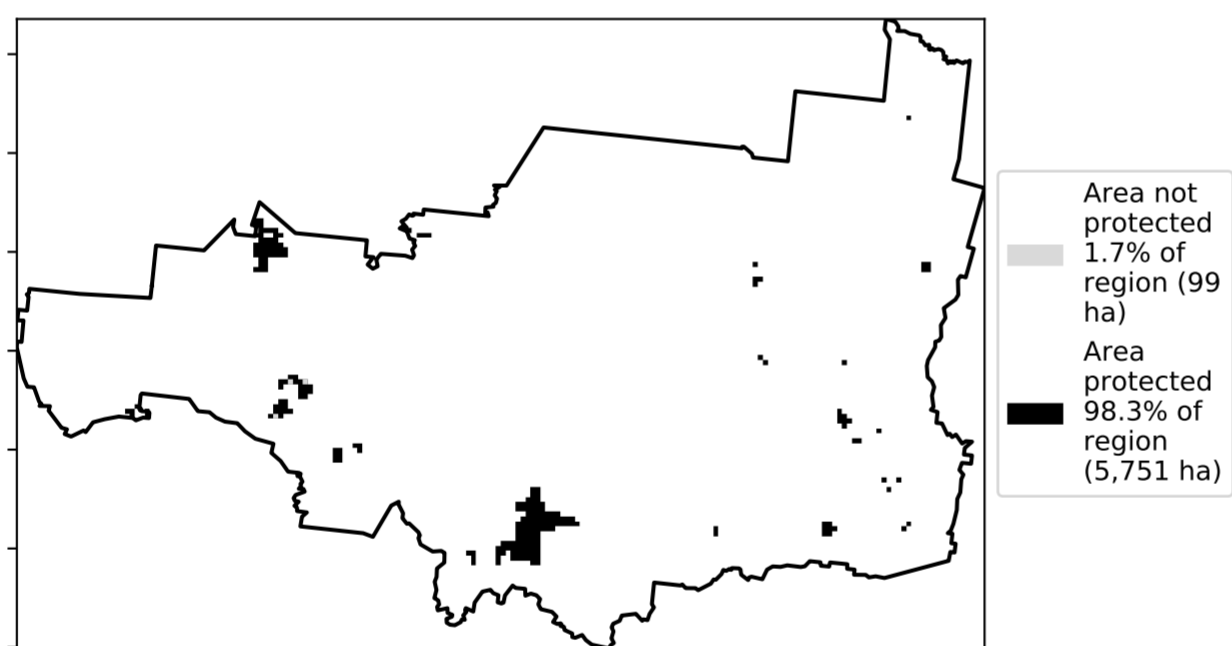 Area not
protected
1.7% of
region (99
ha)
Area
protected
98.3% of
region
(5,751 ha)